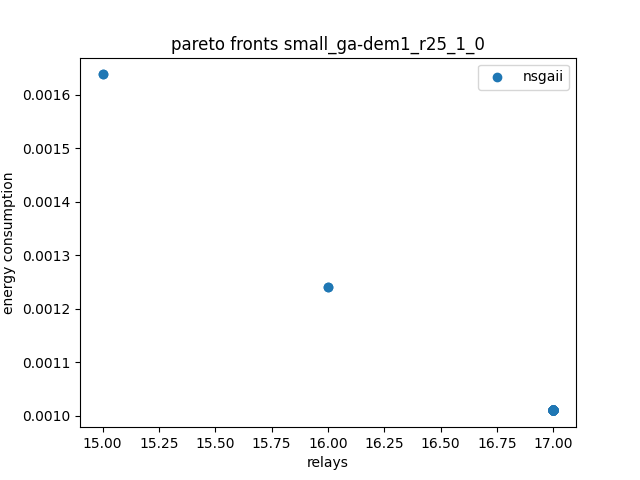 pareto fronts small_ga-dem1_r25_1_0
nsgaii
0.0016
0.0015
0.0014
0.0013
0.0012
0.0011
0.0010
energy consumption
15.00 15.25 15.50 15.75 16.00 16.25 16.50 16.75 17.00
relays